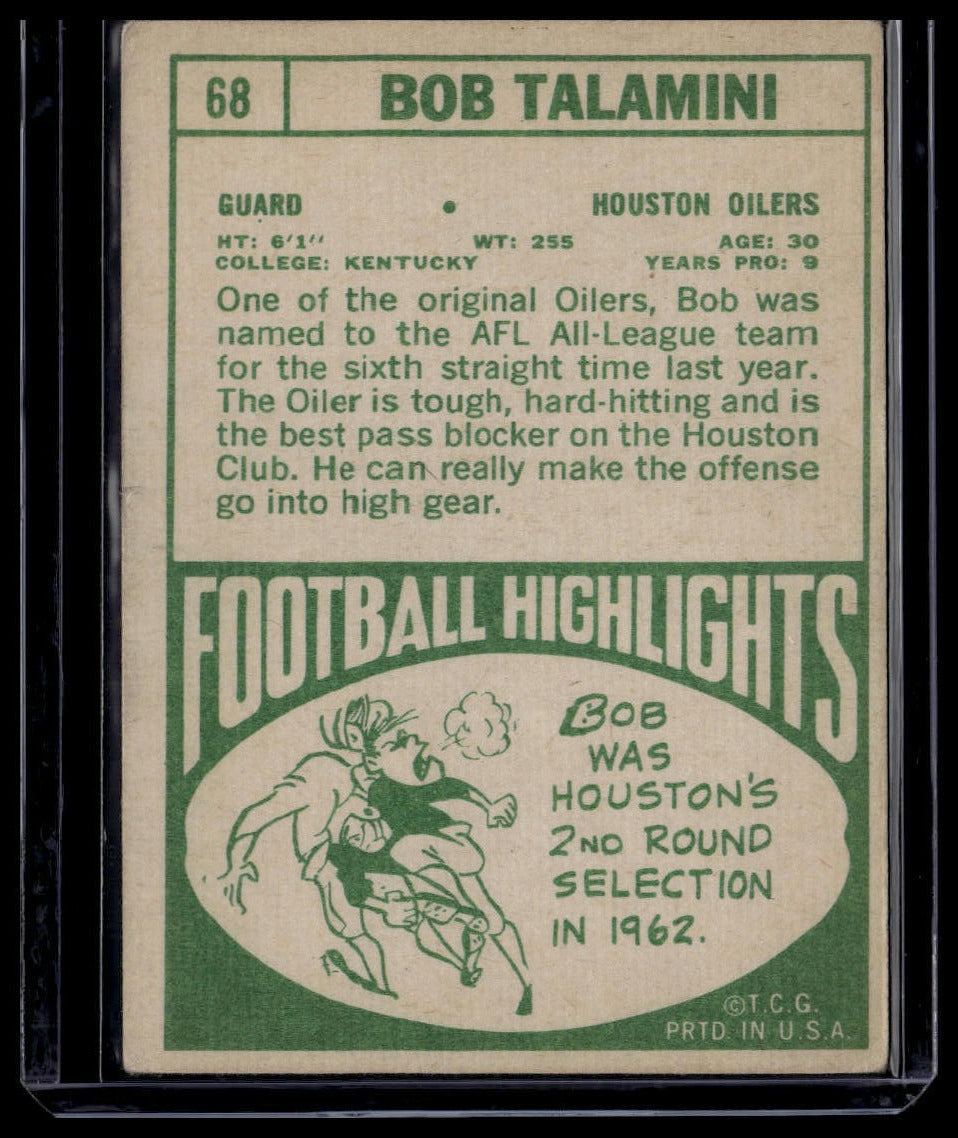 68 BOB TALAMINI
GUARD • HOUSTON OILERS
HT: 6'1" WT: 255 AGE: 30
COLLEGE: KENTUCKY YEARS PRO: 9
One of the original Oilers, Bob was
named to the AFL All-League team
for the sixth straight time last year.
The Oiler is tough, hard-hitting and is
the best pass blocker on the Houston
Club. He can really make the offense
go into high gear.
FOOTBALL HIGHLIGHTS
BOB
WAS
HOUSTON'S
2ND ROUND
SELECTION
IN 1962.
©T.C.G.
PRTD. IN U.S.A.